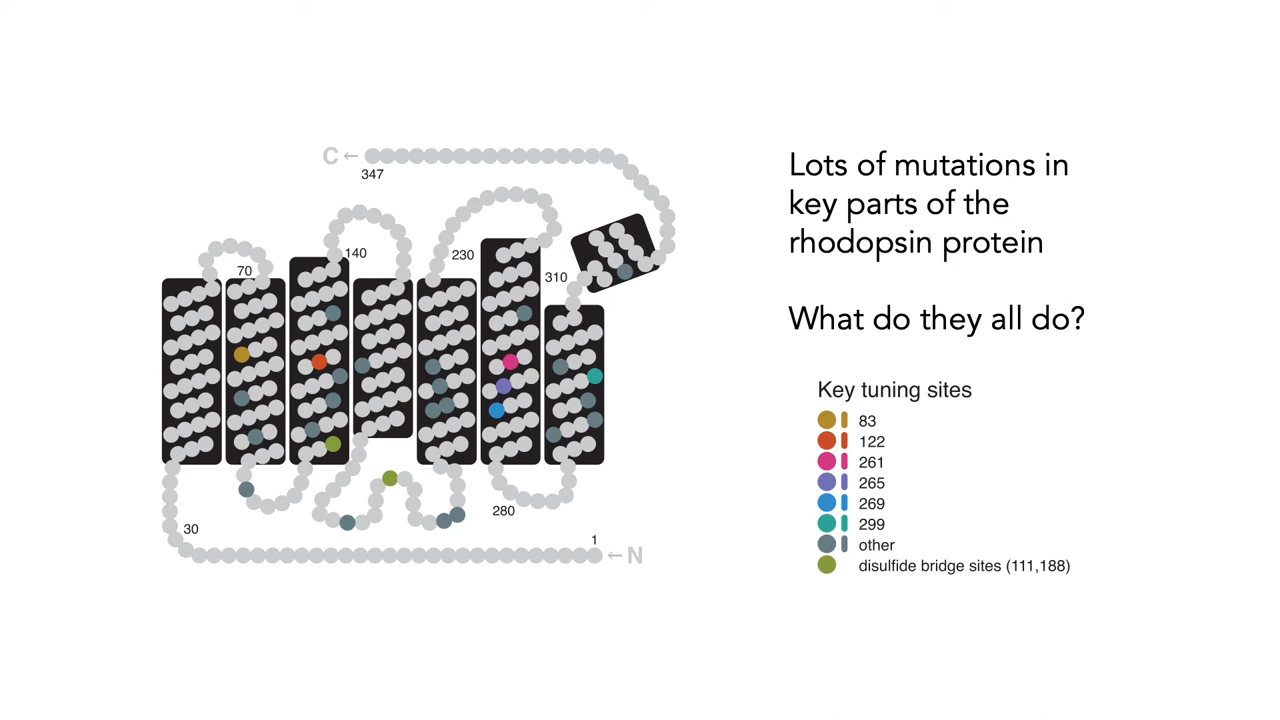 C ←
347
140
70
230
310
30
280
1
← N
Lots of mutations in
key parts of the
rhodopsin protein
What do they all do?
Key tuning sites
83
122
261
265
269
299
other
disulfide bridge sites (111,188)